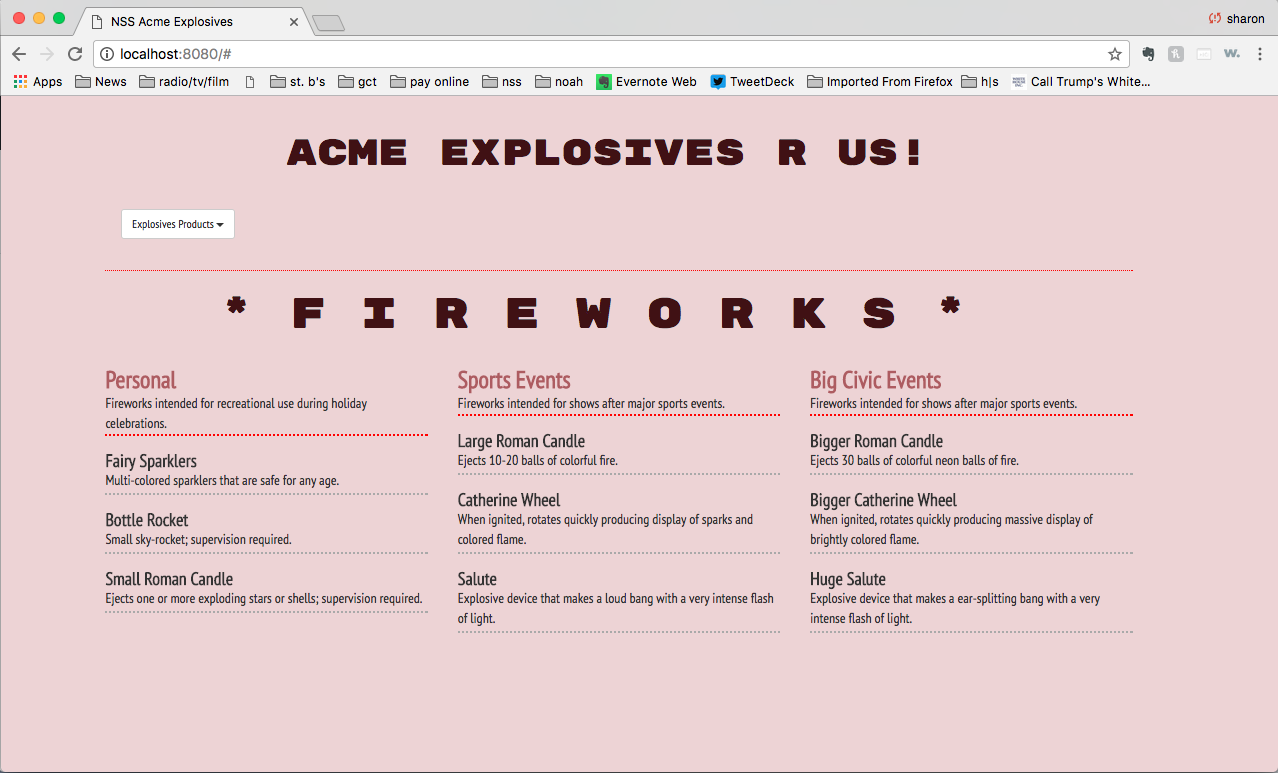 NSS Acme Explosives
sharon
localhost:8080/#
Apps News radio/tv/film st. b's gct pay online nss noah Evernote Web TweetDeck Imported From Firefox h|s Call Trump's White...
ACME EXPLOSIVES R US!
Explosives Products
* F I R E W O R K S *
Personal
Fireworks intended for recreational use during holiday
celebrations.
Fairy Sparklers
Multi-colored sparklers that are safe for any age.
Bottle Rocket
Small sky-rocket; supervision required.
Small Roman Candle
Ejects one or more exploding stars or shells; supervision required.
Sports Events
Fireworks intended for shows after major sports events.
Large Roman Candle
Ejects 10-20 balls of colorful fire.
Catherine Wheel
When ignited, rotates quickly producing display of sparks and
colored flame.
Salute
Explosive device that makes a loud bang with a very intense flash
of light.
Big Civic Events
Fireworks intended for shows after major sports events.
Bigger Roman Candle
Ejects 30 balls of colorful neon balls of fire.
Bigger Catherine Wheel
When ignited, rotates quickly producing massive display of
brightly colored flame.
Huge Salute
Explosive device that makes a ear-splitting bang with a very
intense flash of light.